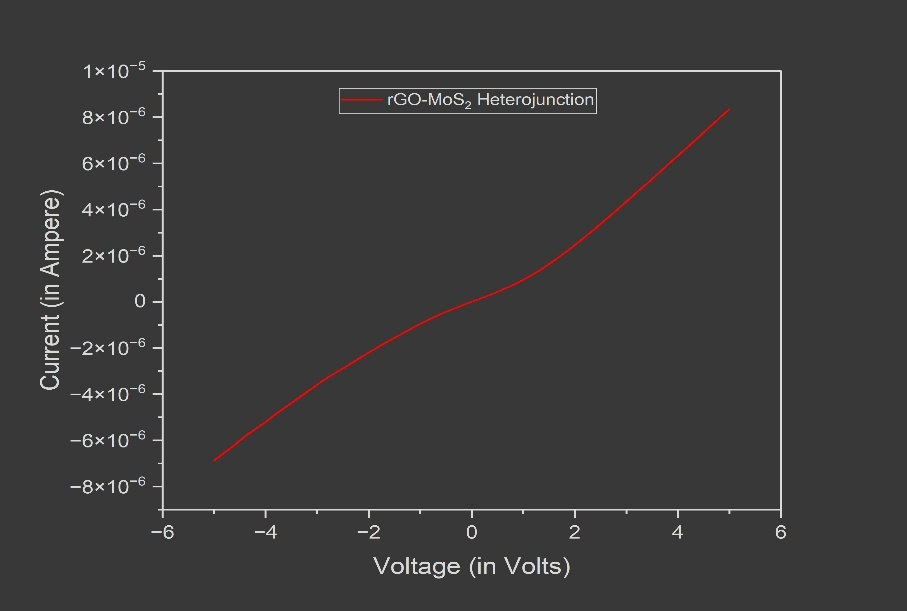 1×10⁻⁵
8×10⁻⁶
6×10⁻⁶
4×10⁻⁶
2×10⁻⁶
0
−2×10⁻⁶
−4×10⁻⁶
−6×10⁻⁶
−8×10⁻⁶
Current (in Ampere)
rGO-MoS₂ Heterojunction
−6 −4 −2 0 2 4 6
Voltage (in Volts)